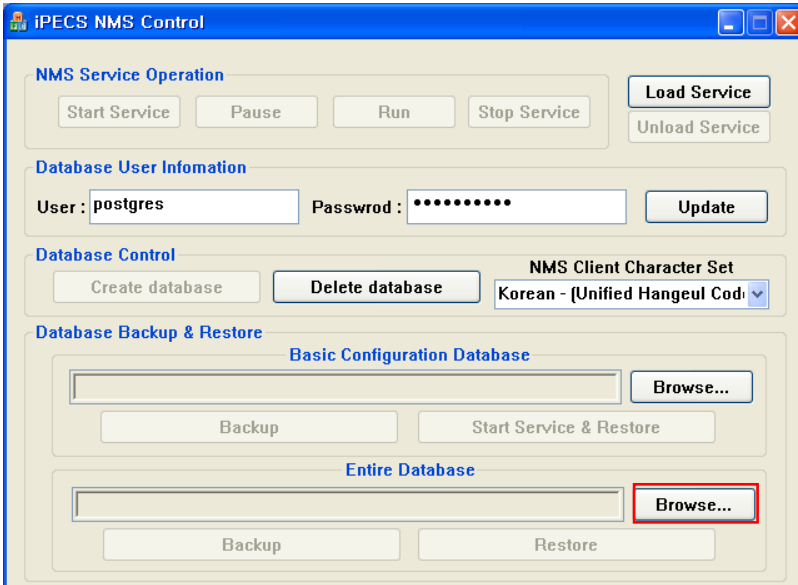 iPECS NMS Control
NMS Service Operation
Start Service Pause Run Stop Service
Load Service
Unload Service
Database User Infomation
User : postgres Passwrod : ●●●●●●●●●● Update
Database Control
Create database Delete database
NMS Client Character Set
Korean - (Unified Hangeul Cod
Database Backup & Restore
Basic Configuration Database
Browse...
Backup Start Service & Restore
Entire Database
Browse...
Backup Restore